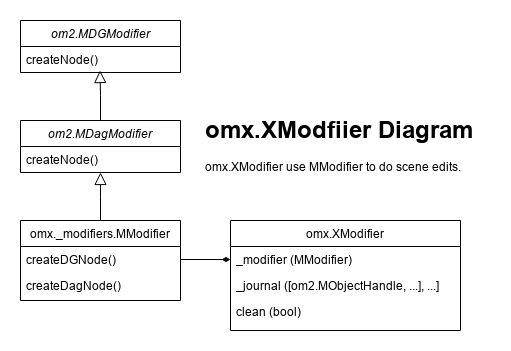 om2.MDGModifier
createNode()
om2.MDagModifier
createNode()
omx.XModfiier Diagram
omx.XModifier use MModifier to do scene edits.
omx._modifiers.MModifier
createDGNode()
createDagNode()
omx.XModifier
_modifier (MModifier)
_journal ([om2.MObjectHandle, ...], ...]
clean (bool)